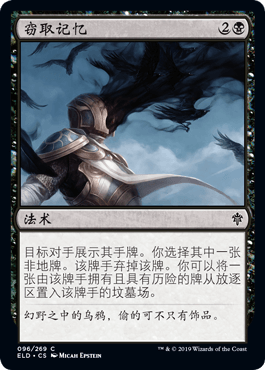 窃取记忆 2
法术
目标对手展示其手牌。你选择其中一张
非地牌。该牌手弃掉该牌。你可以将一
张由该牌手拥有且具有历险的牌从放逐
区置入该牌手的坟墓场。
幻野之中的乌鸦,偷的可不只有饰品。
096/269 C
ELD • CS MICAH EPSTEIN
™ & © 2019 Wizards of the Coast